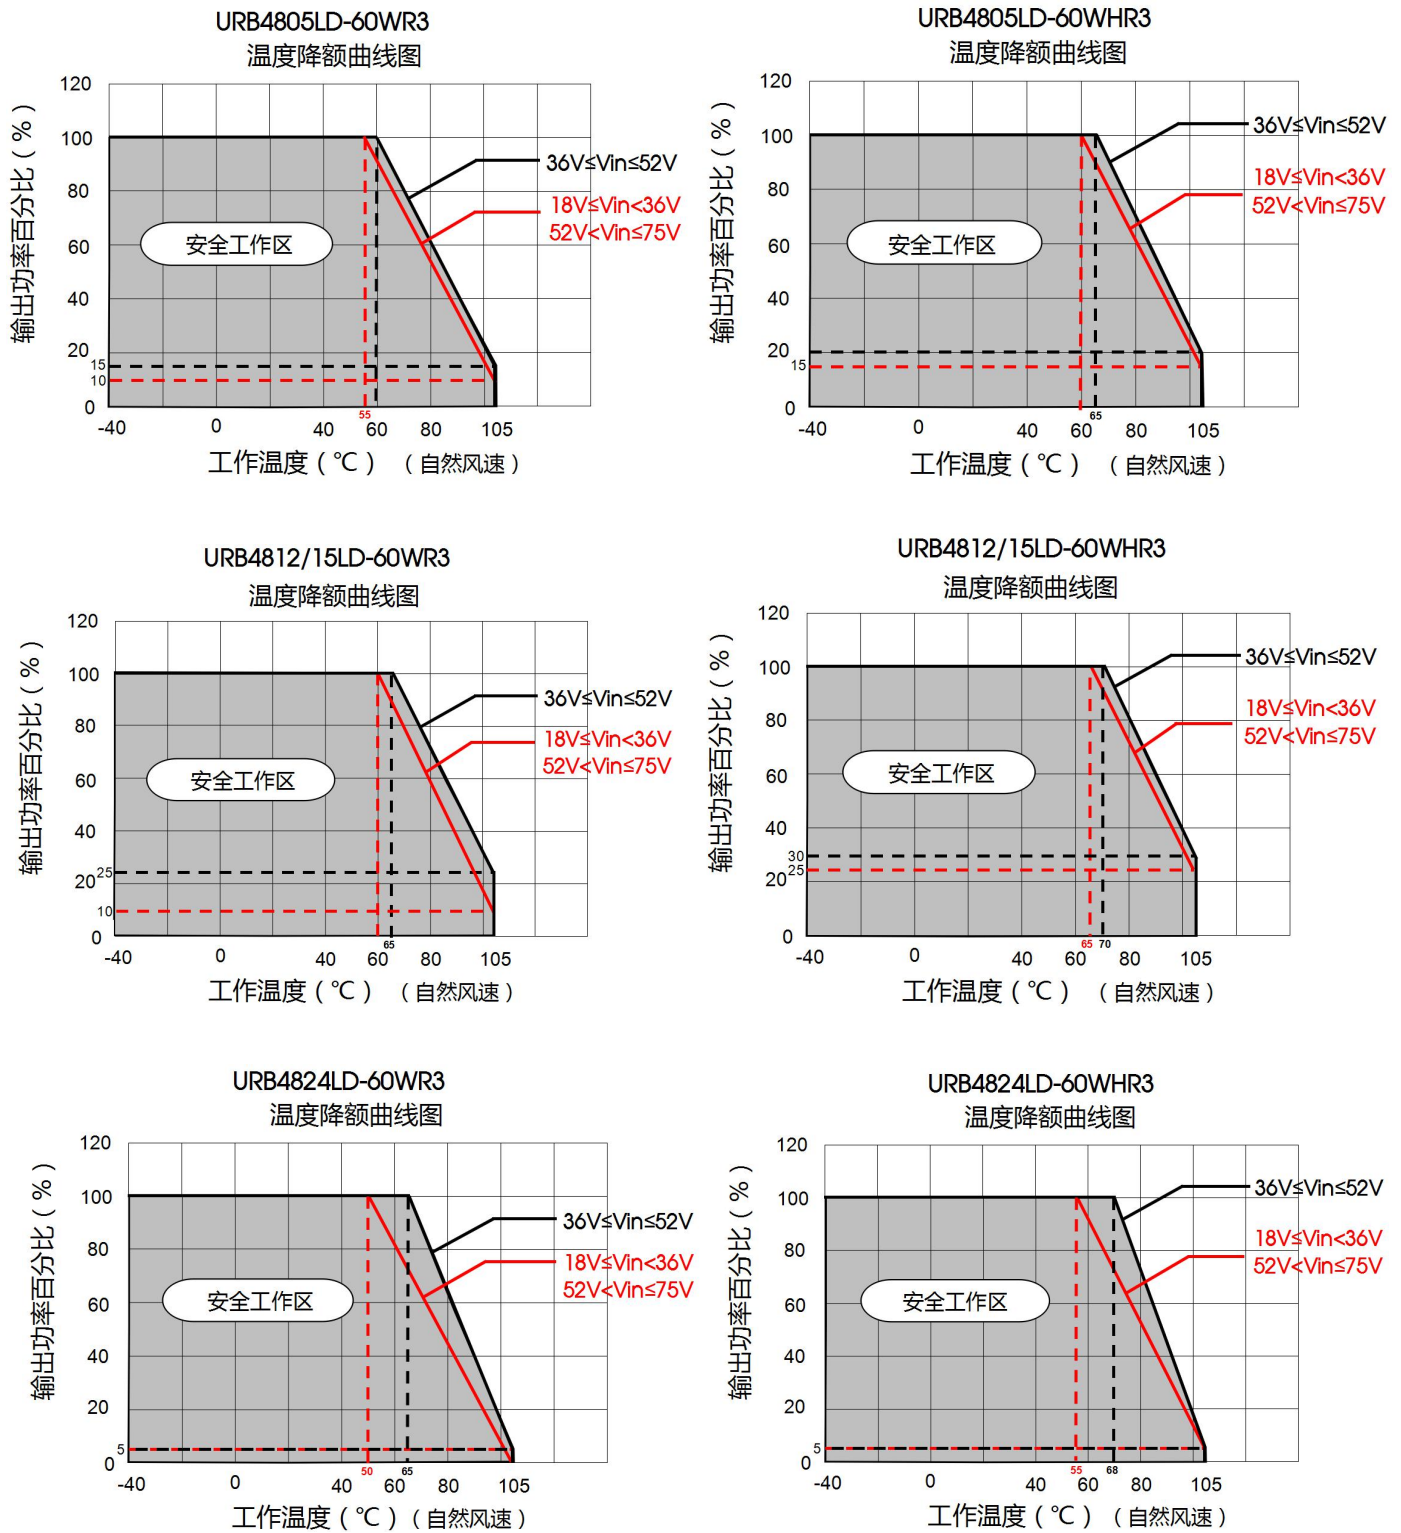 URB4805LD-60WR3
温度降额曲线图
输出功率百分比(%)
120
100
80
60
40
20
15
10
0
安全工作区
36V≤Vin≤52V
18V≤Vin<36V
52V<Vin≤75V
55
-40 0 40 60 80 105
工作温度(℃) (自然风速)
URB4805LD-60WHR3
温度降额曲线图
输出功率百分比(%)
120
100
80
60
40
20
15
0
安全工作区
36V≤Vin≤52V
18V≤Vin<36V
52V<Vin≤75V
65
-40 0 40 60 80 105
工作温度(℃) (自然风速)
URB4812/15LD-60WR3
温度降额曲线图
输出功率百分比(%)
120
100
80
60
40
25
20
10
0
安全工作区
36V≤Vin≤52V
18V≤Vin<36V
52V<Vin≤75V
65
-40 0 40 60 80 105
工作温度(℃) (自然风速)
URB4812/15LD-60WHR3
温度降额曲线图
输出功率百分比(%)
120
100
80
60
40
30
25
20
0
安全工作区
36V≤Vin≤52V
18V≤Vin<36V
52V<Vin≤75V
65 70
-40 0 40 60 80 105
工作温度(℃) (自然风速)
URB4824LD-60WR3
温度降额曲线图
输出功率百分比(%)
120
100
80
60
40
20
5
0
安全工作区
36V≤Vin≤52V
18V≤Vin<36V
52V<Vin≤75V
50 65
-40 0 40 60 80 105
工作温度(℃) (自然风速)
URB4824LD-60WHR3
温度降额曲线图
输出功率百分比(%)
120
100
80
60
40
20
5
0
安全工作区
36V≤Vin≤52V
18V≤Vin<36V
52V<Vin≤75V
55 68
-40 0 40 60 80 105
工作温度(℃) (自然风速)